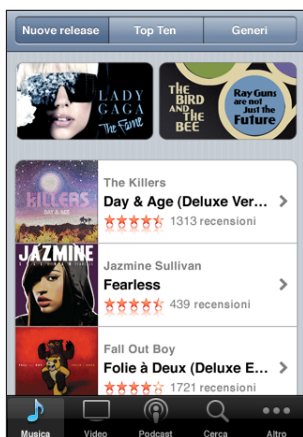 Nuove release Top Ten Generi
LADY
GAGA
The Fame
THE
BIRD
AND
THE
BEE
Ray Guns
are not
Just the
Future
KILLERS
DAY & AGE
The Killers
Day & Age (Deluxe Ver...
1313 recensioni
JAZMINE
Jazmine Sullivan
Fearless
439 recensioni
Fall Out Boy
Folie à Deux (Deluxe E...
1721 recensioni
Musica Video Podcast Cerca Altro